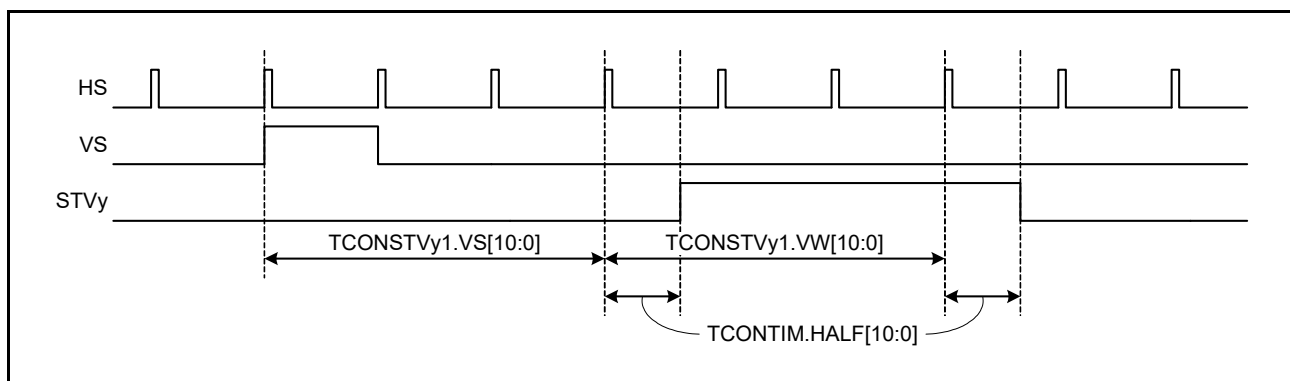 HS
VS
STVy
TCONSTVy1.VS[10:0] TCONSTVy1.VW[10:0]
TCONTIM.HALF[10:0]